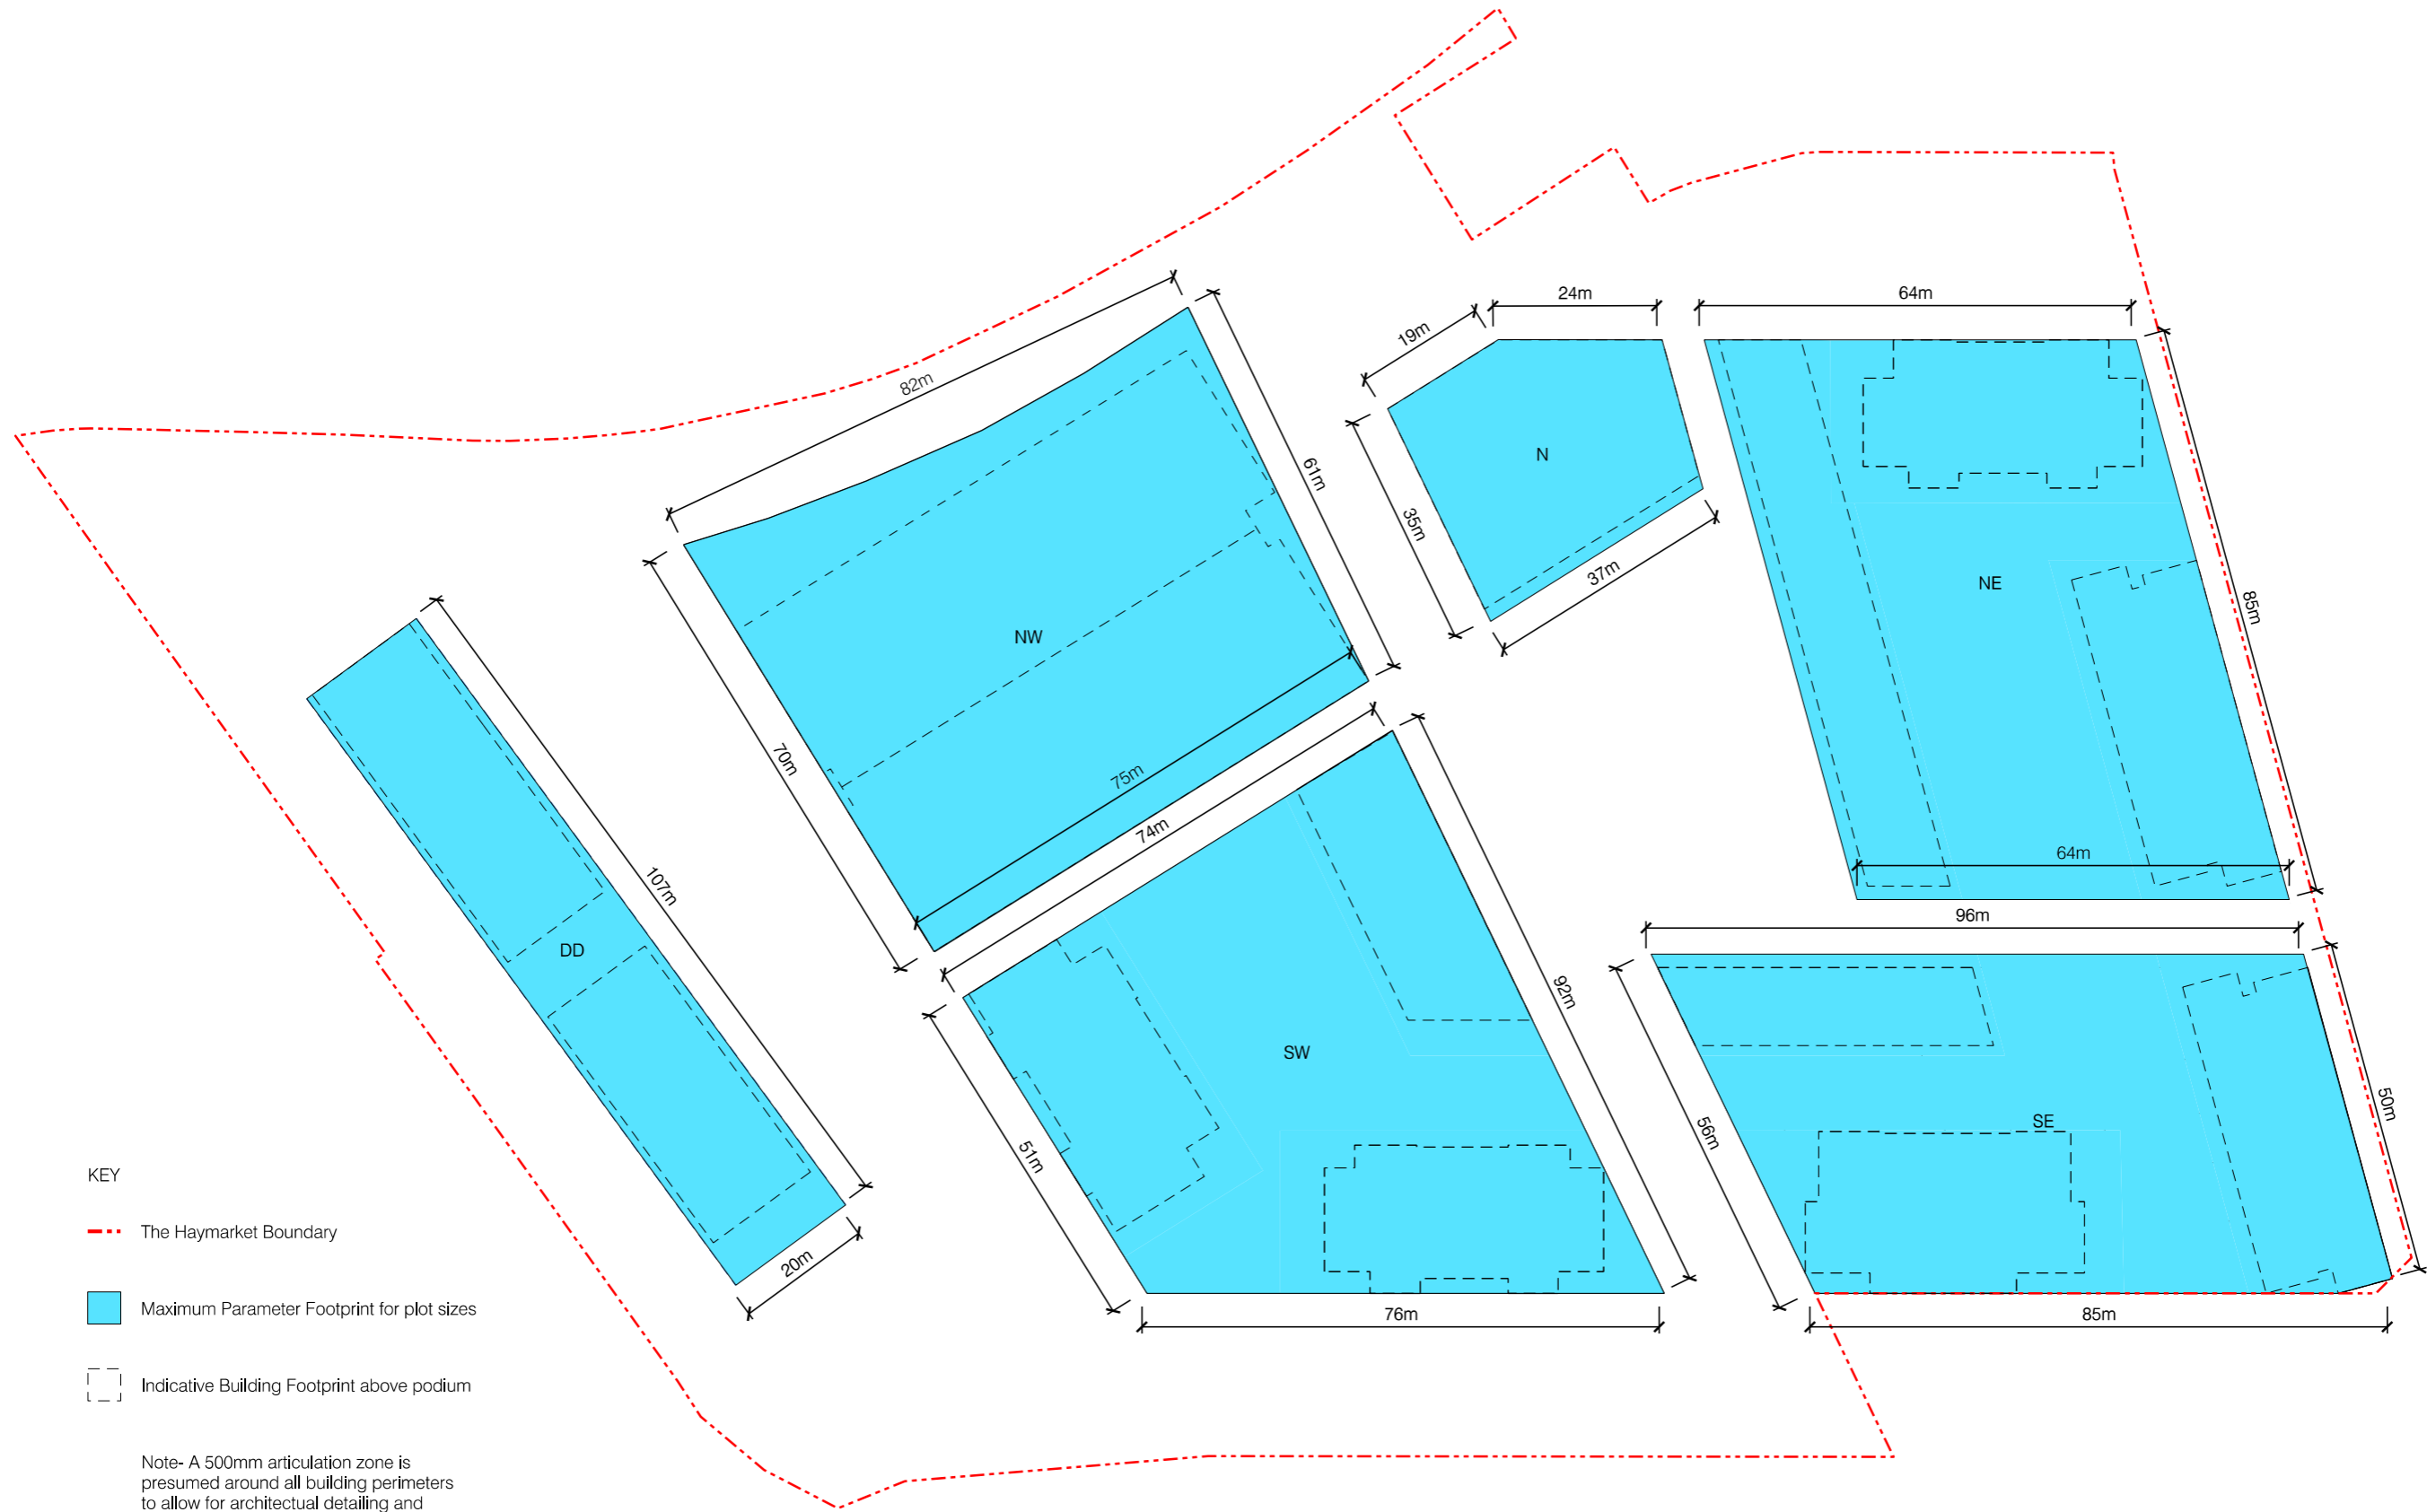 24m
64m
19m
82m
61m
N
35m
37m
NE
85m
NW
70m
75m
74m
64m
107m
96m
DD
92m
SW
50m
56m
SE
51m
KEY
The Haymarket Boundary
20m
Maximum Parameter Footprint for plot sizes
76m
85m
Indicative Building Footprint above podium
Note- A 500mm articulation zone is
presumed around all building perimeters
to allow for architectual detailing and